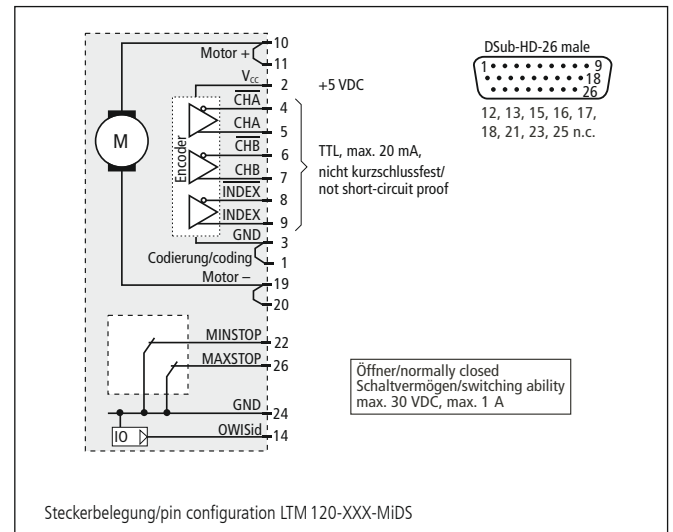 Motor + 10
11
V_CC 2 +5 VDC
CHA 4
CHA 5
CHB 6
CHB 7
INDEX 8
INDEX 9
GND 3
Codierung/coding 1
Motor – 19
20
M
Encoder
TTL, max. 20 mA,
nicht kurzschlussfest/
not short-circuit proof
DSub-HD-26 male
1 9
18
26
12, 13, 15, 16, 17,
18, 21, 23, 25 n.c.
MINSTOP 22
MAXSTOP 26
GND 24
IO OWISid 14
Öffner/normally closed
Schaltvermögen/switching ability
max. 30 VDC, max. 1 A
Steckerbelegung/pin configuration LTM 120-XXX-MiDS